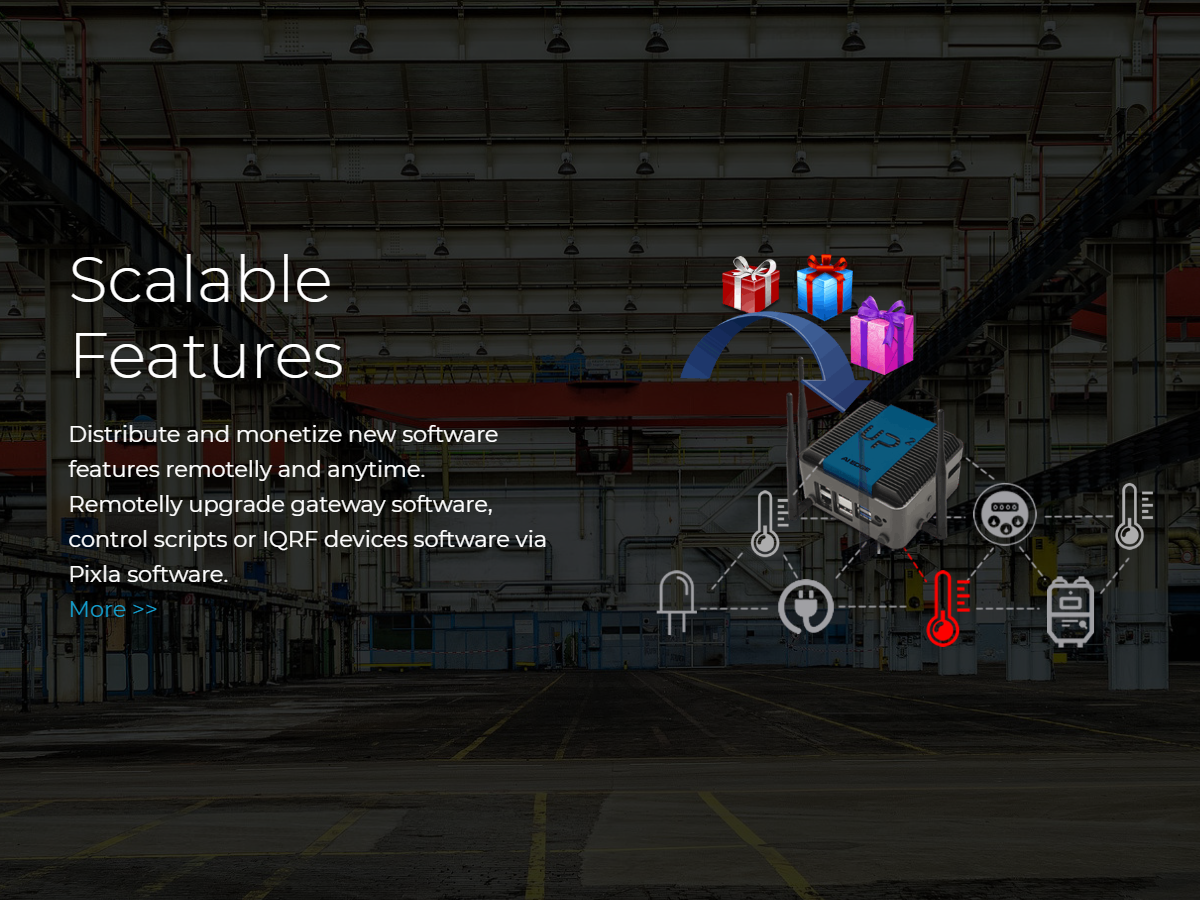 Scalable
Features
Distribute and monetize new software
features remotelly and anytime.
Remotelly upgrade gateway software,
control scripts or IQRF devices software via
Pixla software.
More >>